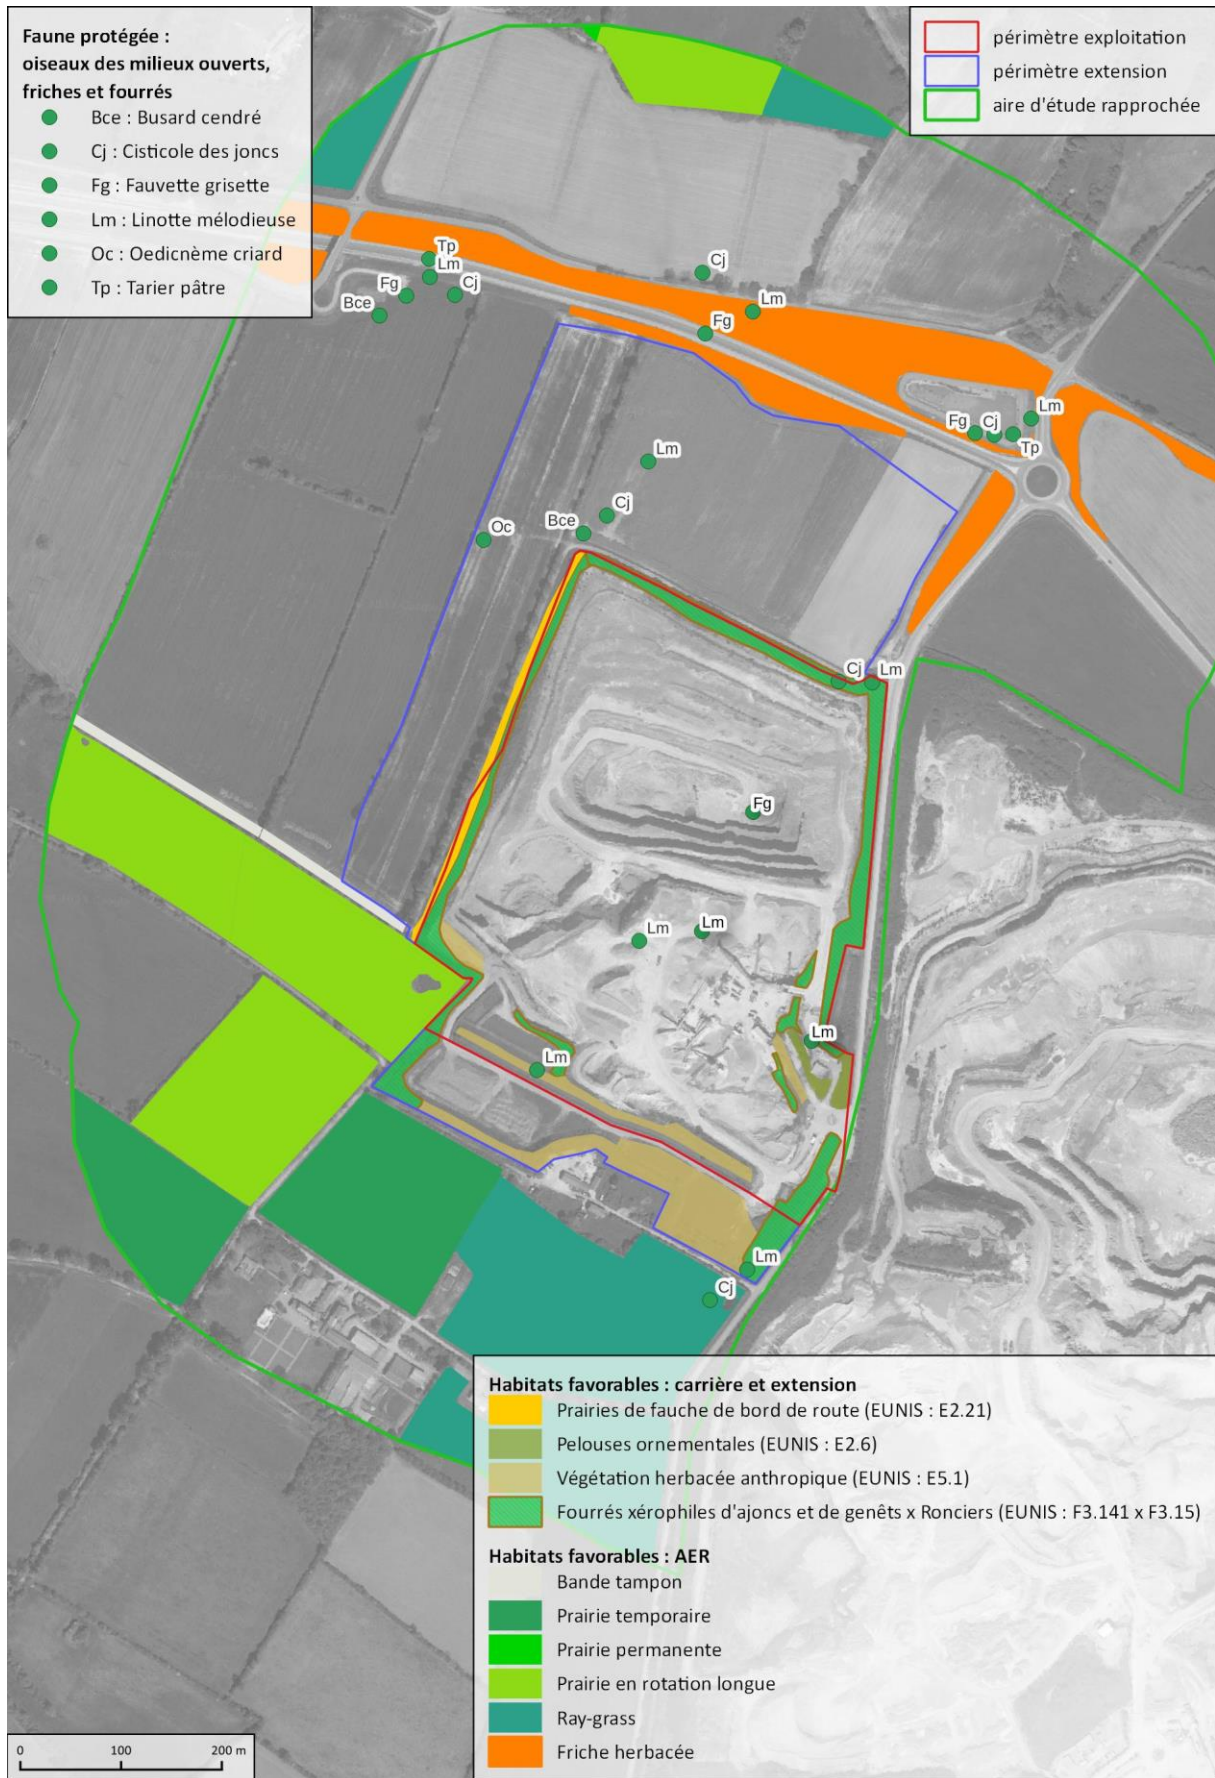 Faune protégée :
oiseaux des milieux ouverts,
friches et fourrés
Bce : Busard cendré
Cj : Cisticole des joncs
Fg : Fauvette grisette
Lm : Linotte mélodieuse
Oc : Oedicnème criard
Tp : Tarier pâtre
périmètre exploitation
périmètre extension
aire d'étude rapprochée
Tp
Lm
Fg
Cj
Bce
Cj
Lm
Fg
Lm
Fg
Cj
Tp
Lm
Cj
Bce
Oc
Cj
Lm
Fg
Lm
Lm
Lm
Lm
Lm
Cj
Habitats favorables : carrière et extension
Prairies de fauche de bord de route (EUNIS : E2.21)
Pelouses ornementales (EUNIS : E2.6)
Végétation herbacée anthropique (EUNIS : E5.1)
Fourrés xérophiles d'ajoncs et de genêts x Ronciers (EUNIS : F3.141 x F3.15)
Habitats favorables : AER
Bande tampon
Prairie temporaire
Prairie permanente
Prairie en rotation longue
Ray-grass
Friche herbacée
0 100 200 m